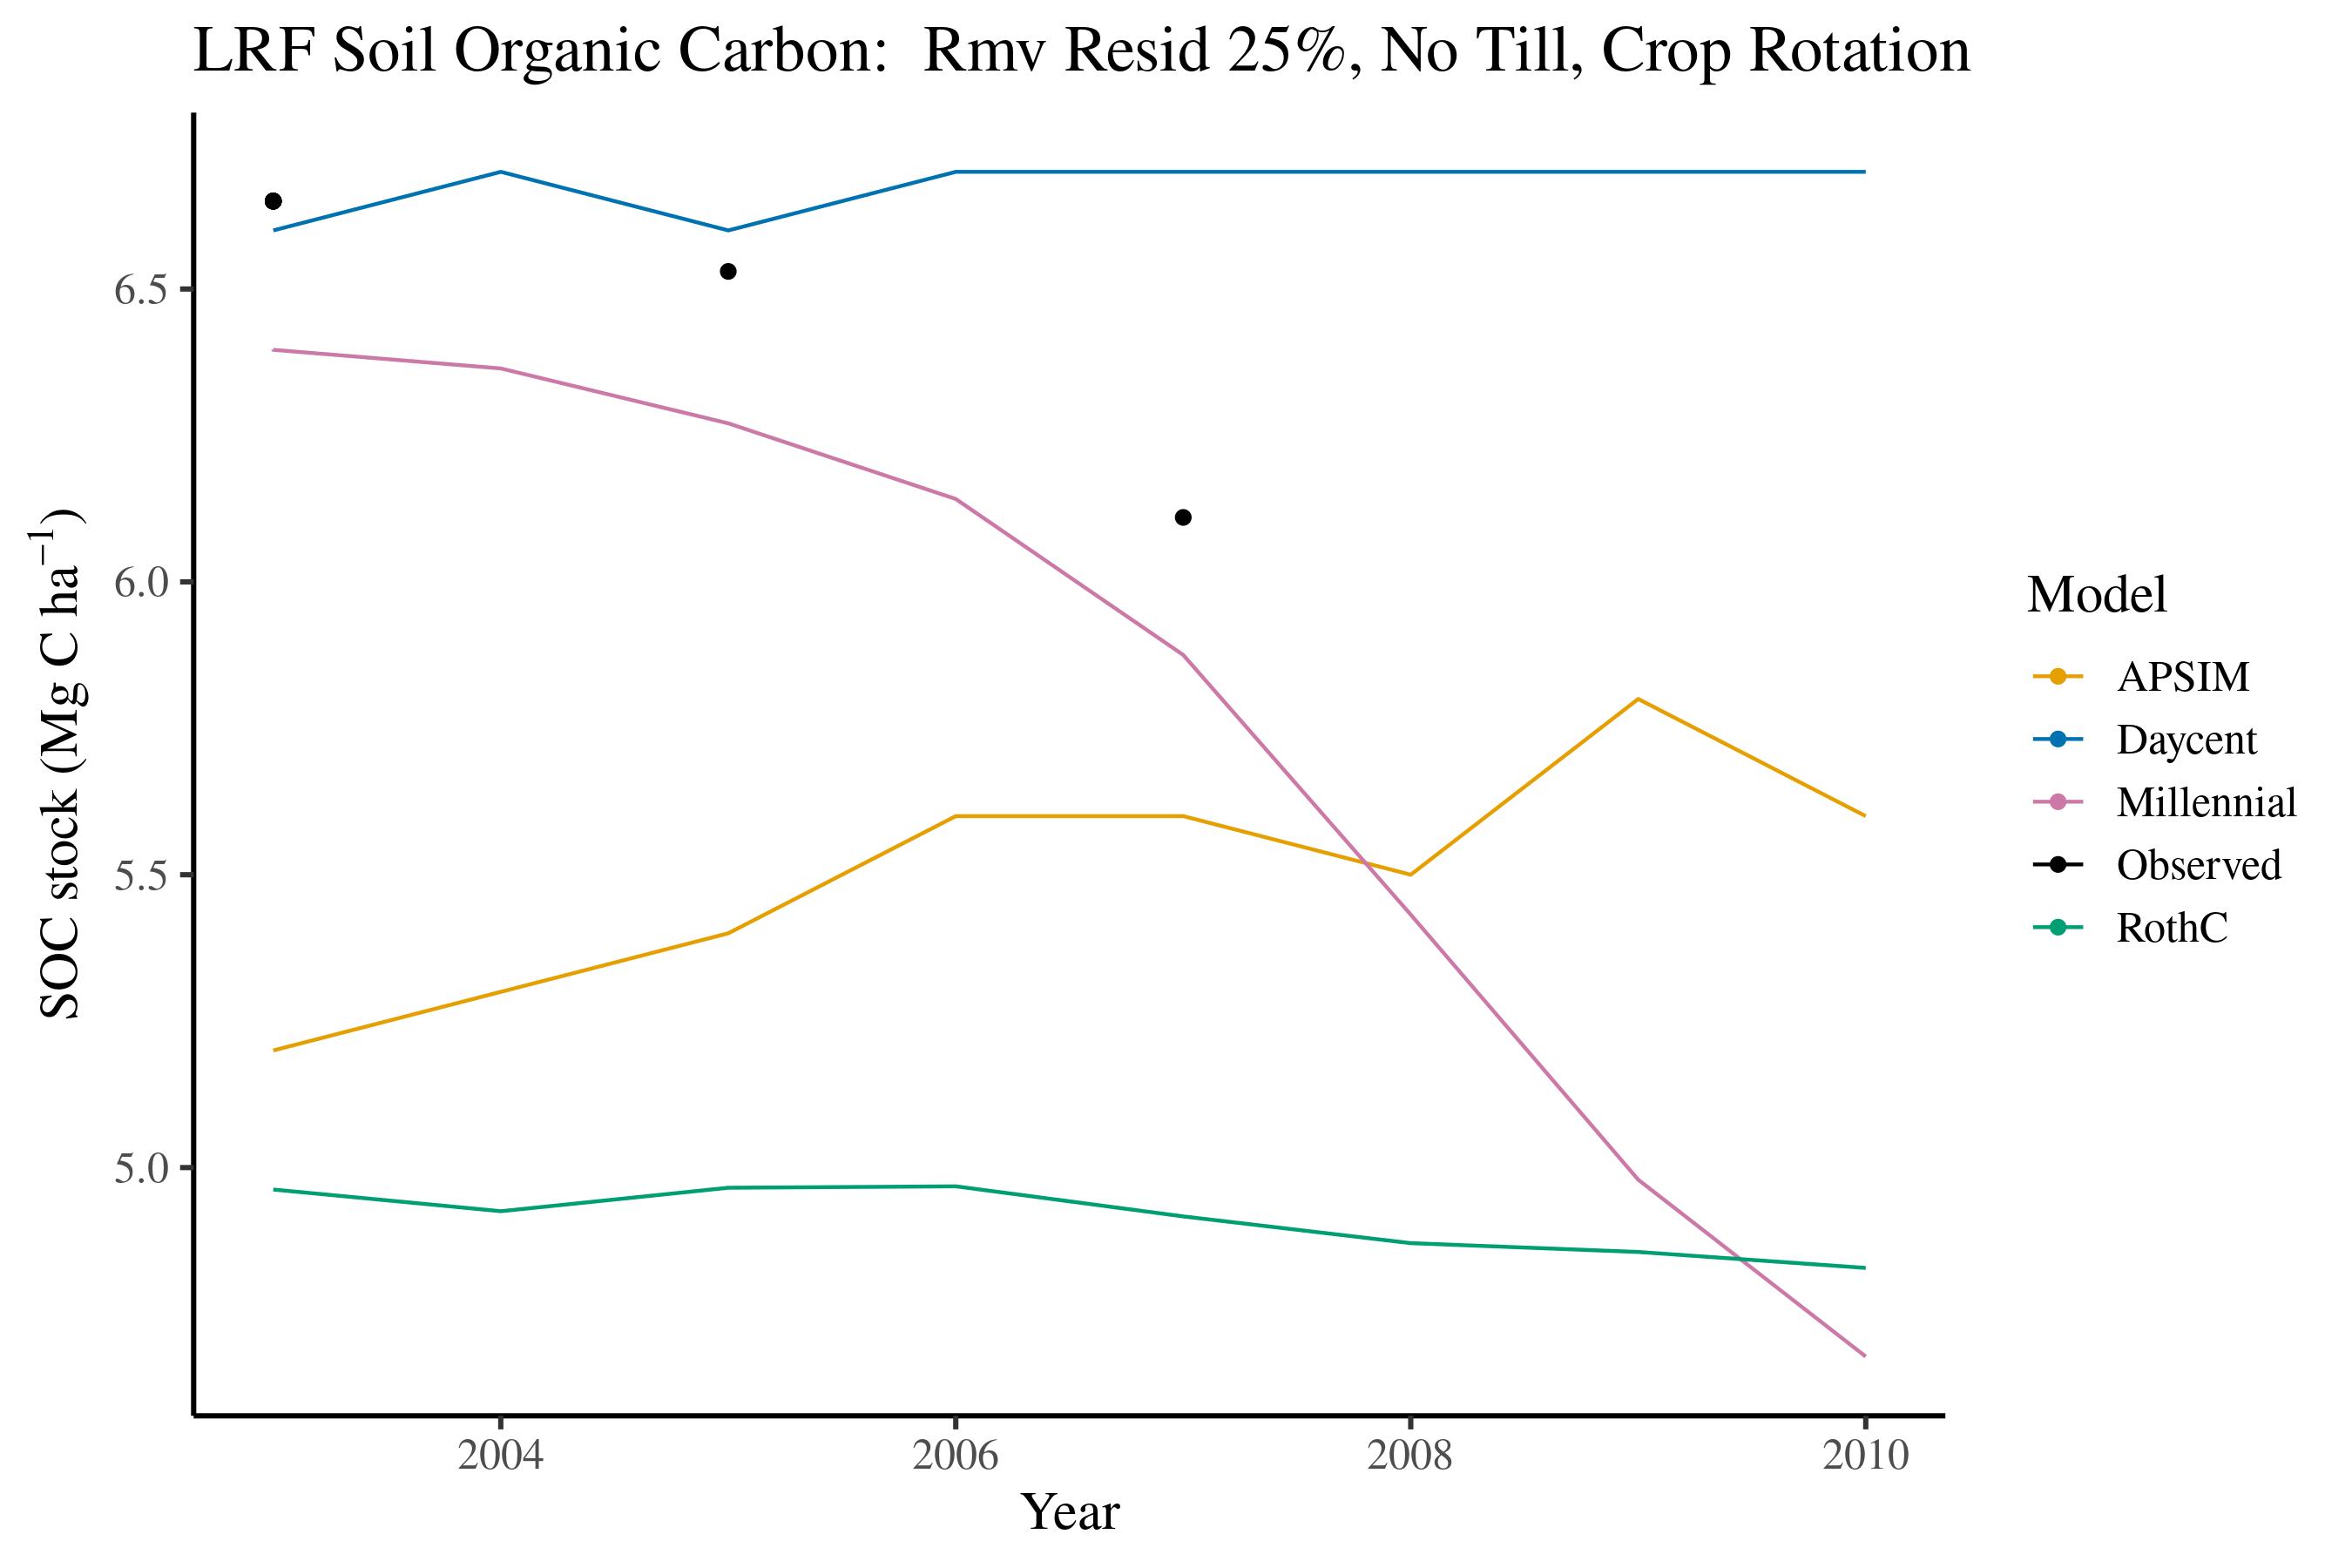 LRF Soil Organic Carbon:  Rm Resid 25%, No Till, Crop Rotation
SOC stock (Mg C ha⁻¹)
6.5
6.0
5.5
5.0
2004 2006 2008 2010
Year
Model
APSIM
Daycent
Millennial
Observed
RothC